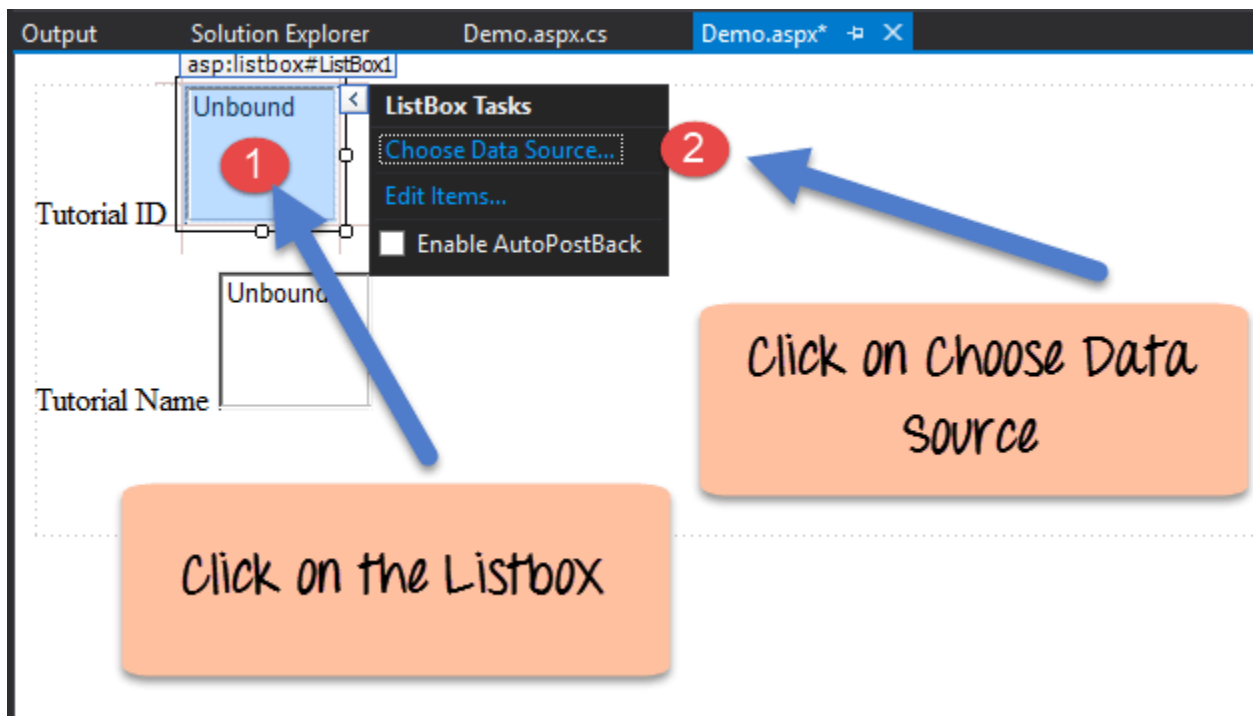 Output Solution Explorer Demo.aspx.cs Demo.aspx*
asp:listbox#ListBox1
Unbound
ListBox Tasks
1
Choose Data Source...
2
Edit Items...
Tutorial ID
Enable AutoPostBack
Unbound
Tutorial Name
Click on Choose Data
Source
Click on the Listbox